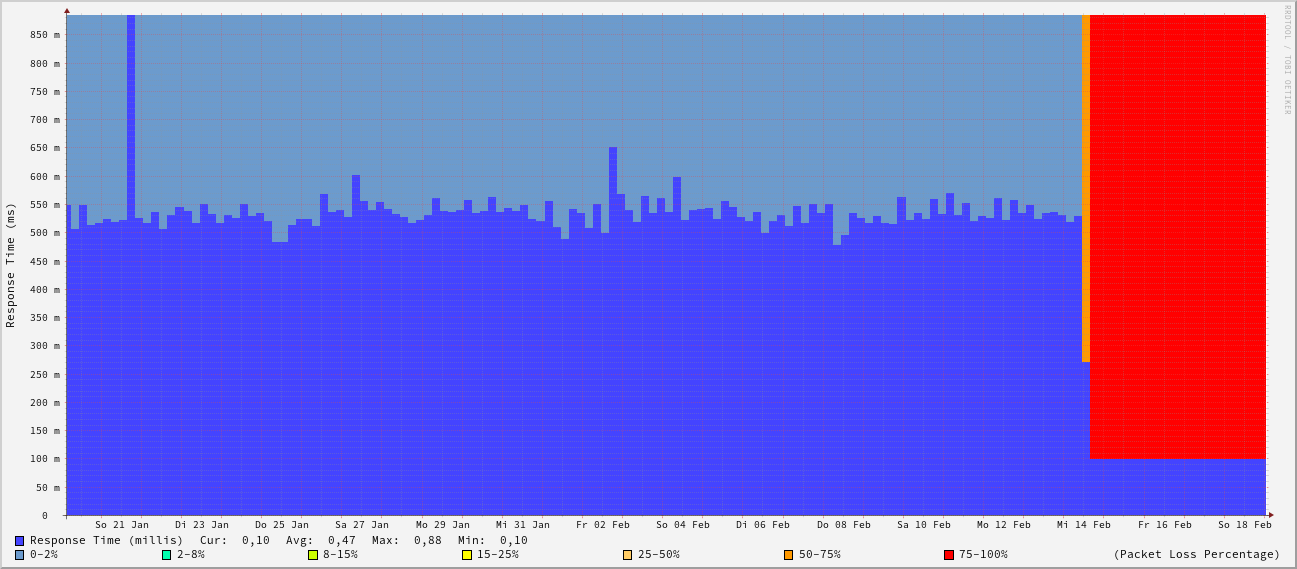 RRDTOOL / TOBI OETIKER
Response Time (ms)
850 m
800 m
750 m
700 m
650 m
600 m
550 m
500 m
450 m
400 m
350 m
300 m
250 m
200 m
150 m
100 m
50 m
0
So 21 Jan Di 23 Jan Do 25 Jan Sa 27 Jan Mo 29 Jan Mi 31 Jan Fr 02 Feb So 04 Feb Di 06 Feb Do 08 Feb Sa 10 Feb Mo 12 Feb Mi 14 Feb Fr 16 Feb So 18 Feb
Response Time (millis) Cur: 0,10 Avg: 0,47 Max: 0,88 Min: 0,10
0-2% 2-8% 8-15% 15-25% 25-50% 50-75% 75-100% (Packet Loss Percentage)